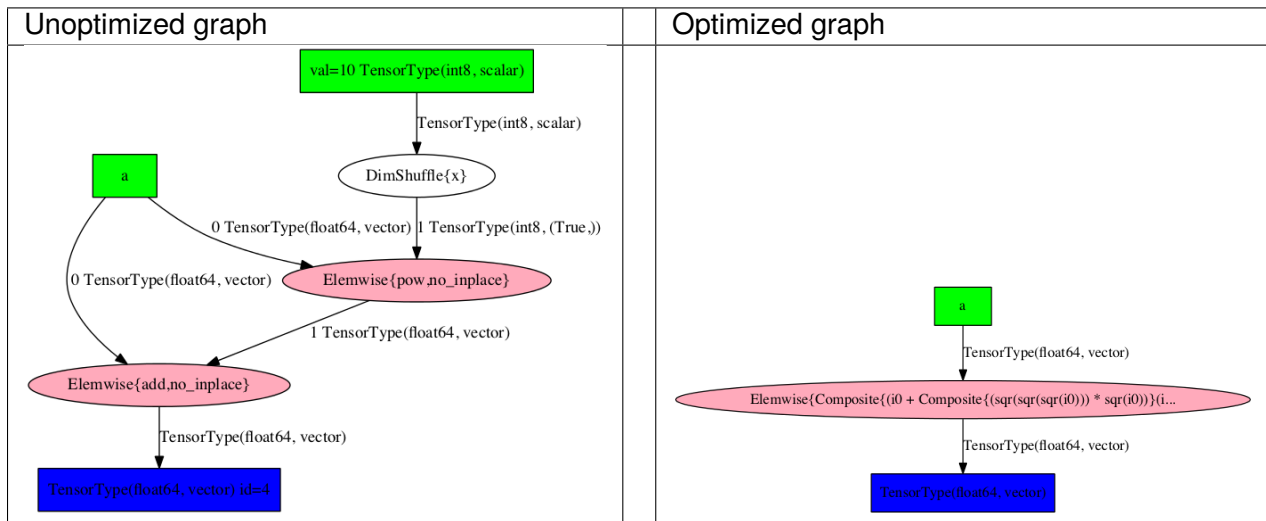 Unoptimized graph
Optimized graph
val=10 TensorType(int8, scalar)
TensorType(int8, scalar)
a
DimShuffle{x}
0 TensorType(float64, vector)
1 TensorType(int8, (True,))
Elemwise{pow,no_inplace}
0 TensorType(float64, vector)
1 TensorType(float64, vector)
Elemwise{add,no_inplace}
TensorType(float64, vector)
TensorType(float64, vector) id=4
a
TensorType(float64, vector)
Elemwise{Composite{(i0 + Composite{(sqr(sqr(sqr(i0))) * sqr(i0))}(i...
TensorType(float64, vector)
TensorType(float64, vector)